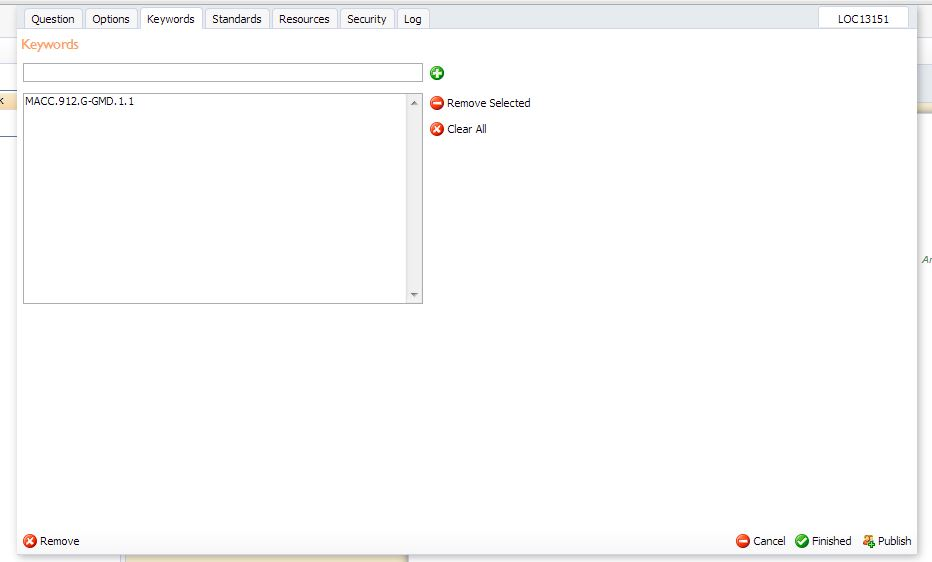 Question Options Keywords Standards Resources Security Log LOC13151
Keywords
MACC.912.G-GMD.1.1
Remove Selected
Clear All
Remove Cancel Finished Publish